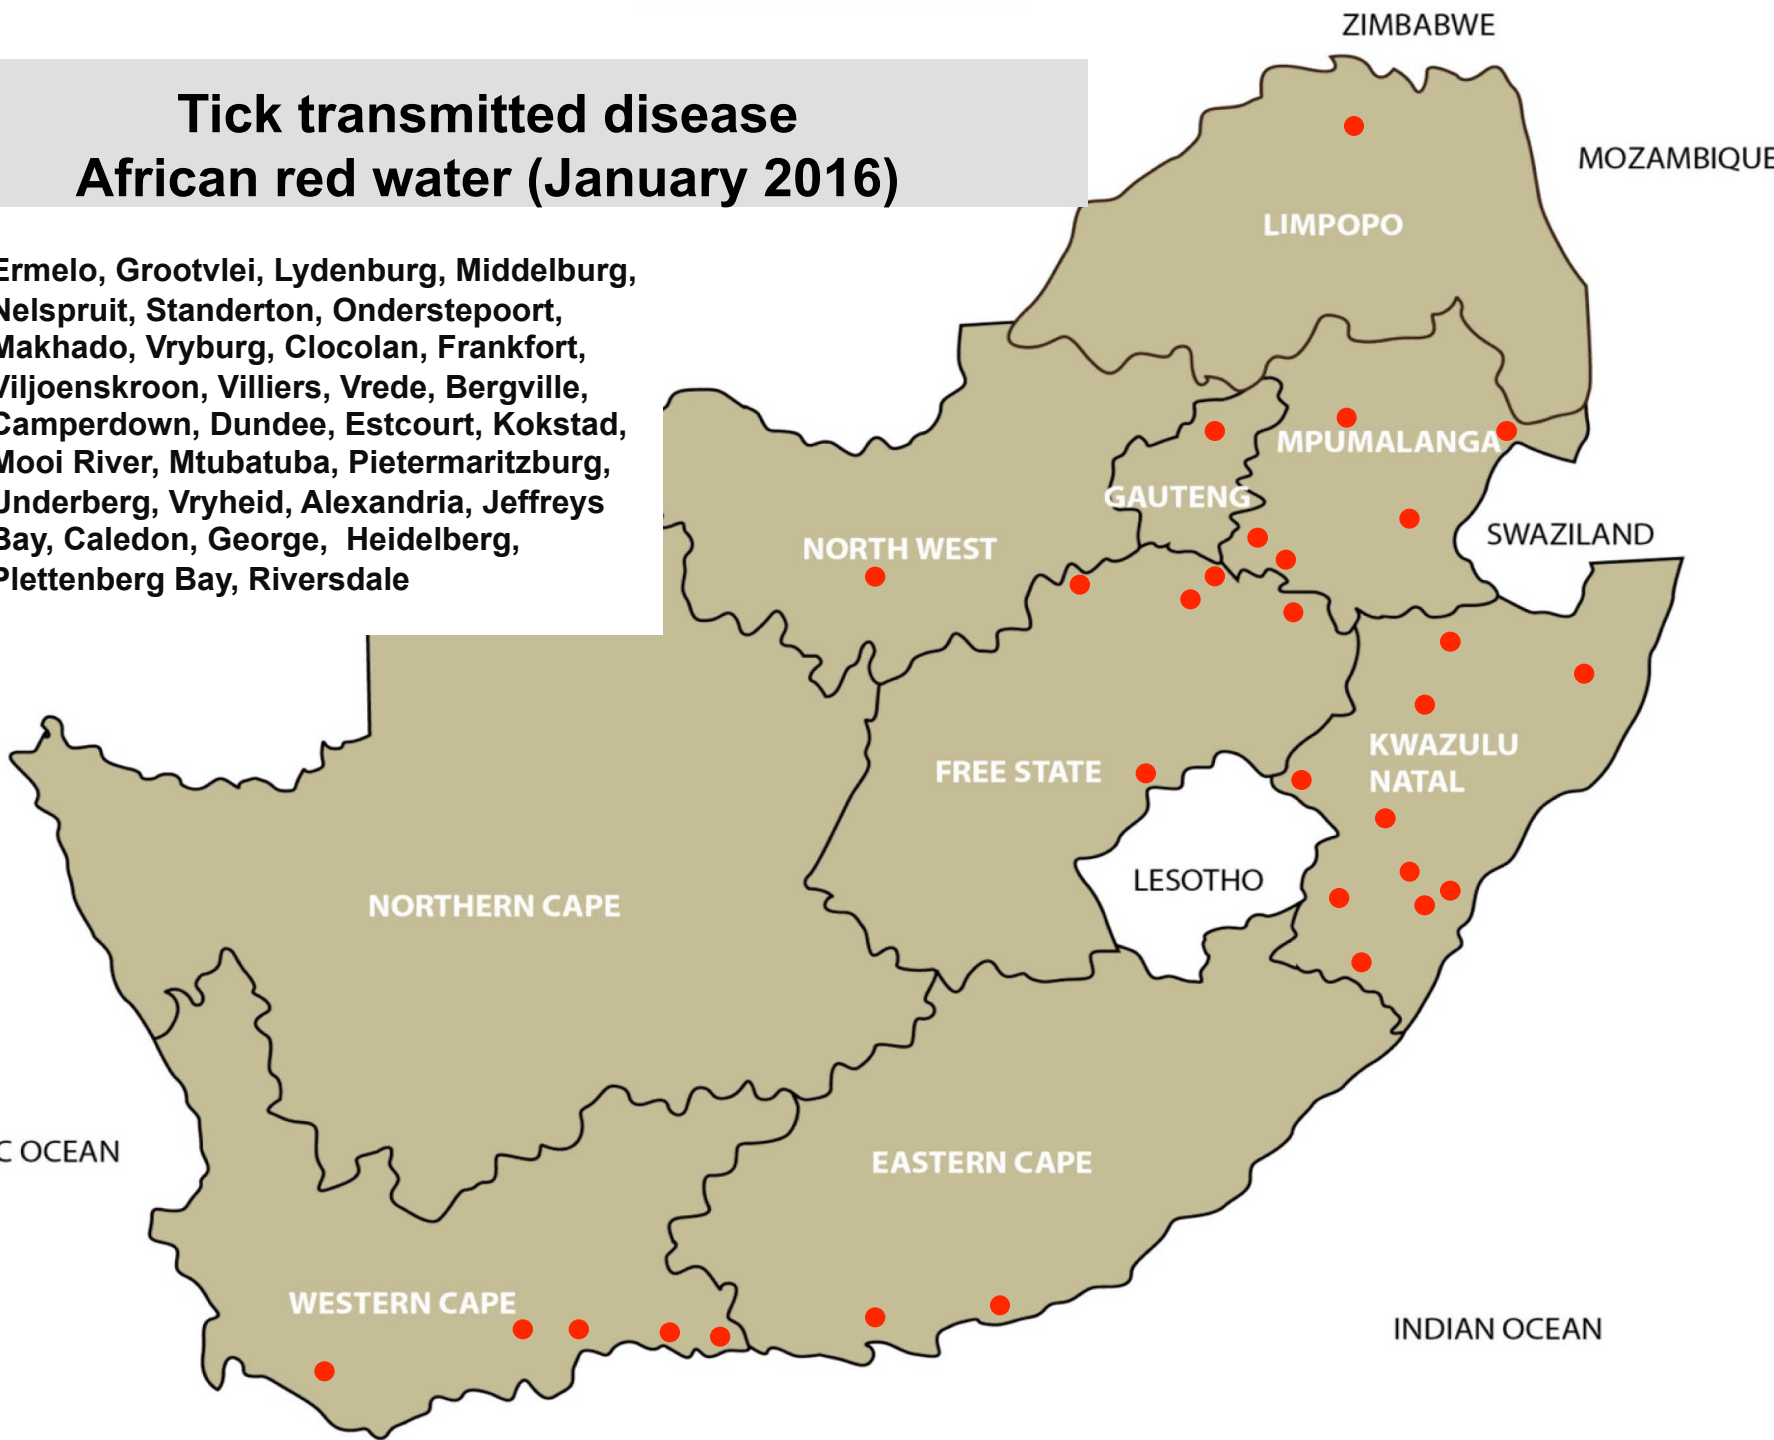 ZIMBABWE
Tick transmitted disease
African red water (January 2016)
MOZAMBIQUE
LIMPOPO
Ermelo, Grootvlei, Lydenburg, Middelburg,
Nelspruit, Standerton, Onderstepoort,
Makhado, Vryburg, Clocolan, Frankfort,
Viljoenskroon, Villiers, Vrede, Bergville,
Camperdown, Dundee, Estcourt, Kokstad,
Mooi River, Mtubatuba, Pietermaritzburg,
Underberg, Vryheid, Alexandria, Jeffreys
Bay, Caledon, George,  Heidelberg,
Plettenberg Bay, Riversdale
MPUMALANGA
GAUTENG
SWAZILAND
NORTH WEST
KWAZULU
NATAL
FREE STATE
LESOTHO
NORTHERN CAPE
C OCEAN
EASTERN CAPE
WESTERN CAPE
INDIAN OCEAN